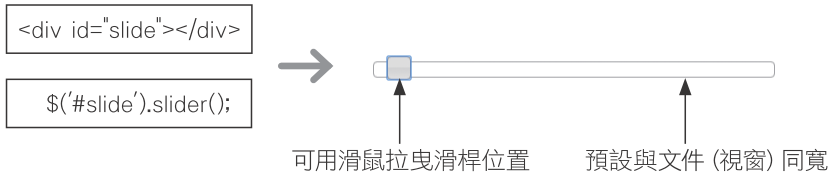 <div id="slide"></div>
$('#slide').slider();
可用滑鼠拉曳滑桿位置
預設與文件 (視窗) 同寬